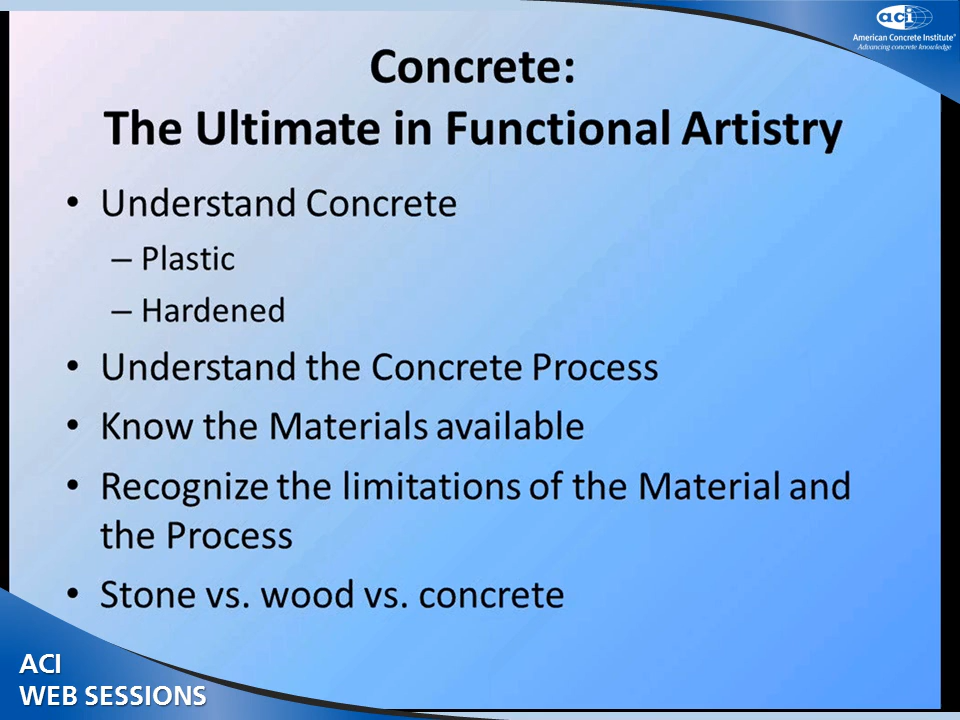 aci
American Concrete Institute®
Advancing concrete knowledge
Concrete:
The Ultimate in Functional Artistry
• Understand Concrete
– Plastic
– Hardened
• Understand the Concrete Process
• Know the Materials available
• Recognize the limitations of the Material and
the Process
• Stone vs. wood vs. concrete
ACI
WEB SESSIONS